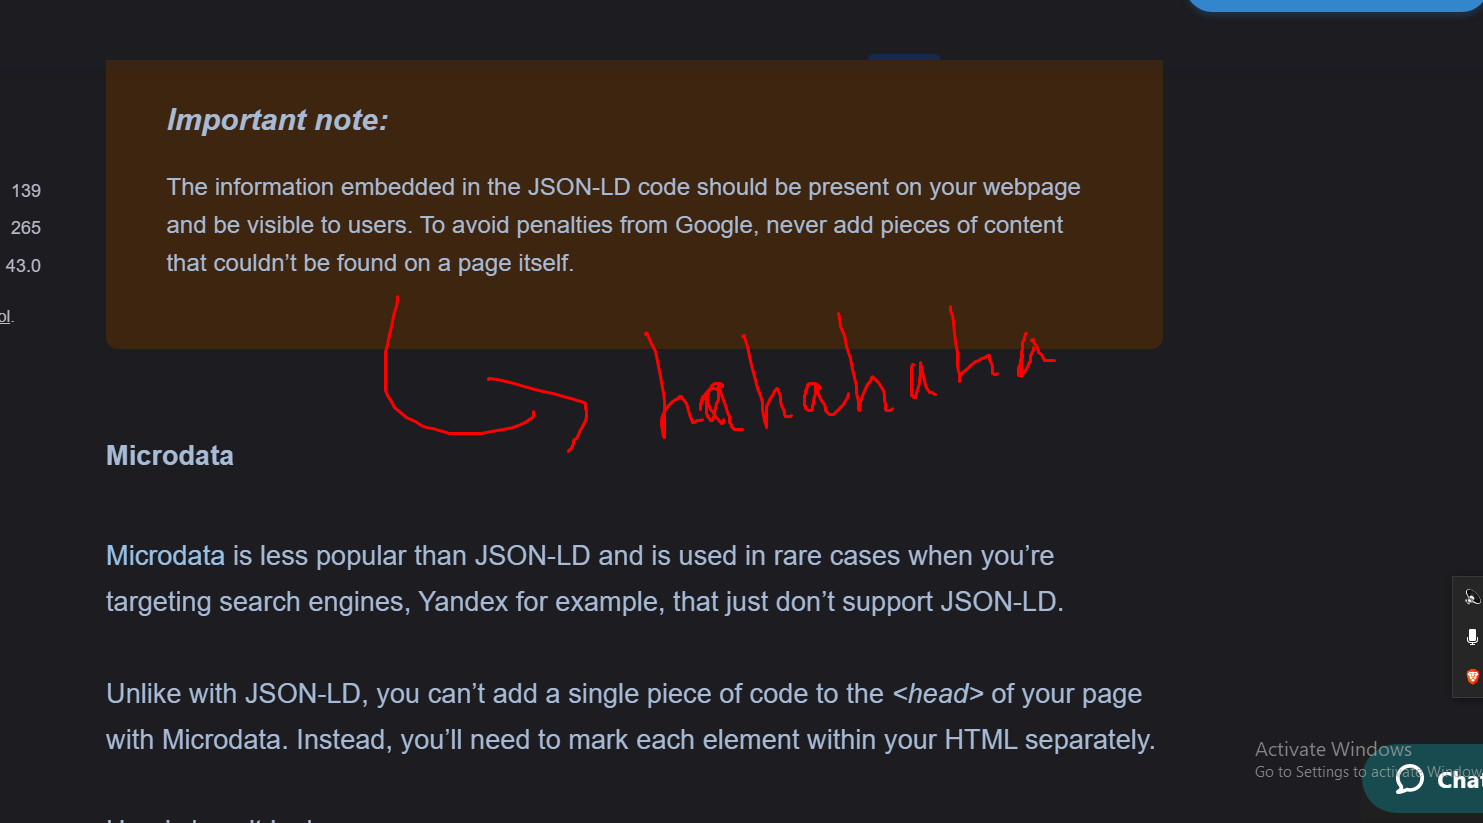 Important note:
139
The information embedded in the JSON-LD code should be present on your webpage
265
and be visible to users. To avoid penalties from Google, never add pieces of content
43.0
that couldn’t be found on a page itself.
ol.
hahahaha
Microdata
Microdata is less popular than JSON-LD and is used in rare cases when you’re
targeting search engines, Yandex for example, that just don’t support JSON-LD.
Unlike with JSON-LD, you can’t add a single piece of code to the <head> of your page
with Microdata. Instead, you’ll need to mark each element within your HTML separately.
Activate Windows
Go to Settings to activate Window
Chat